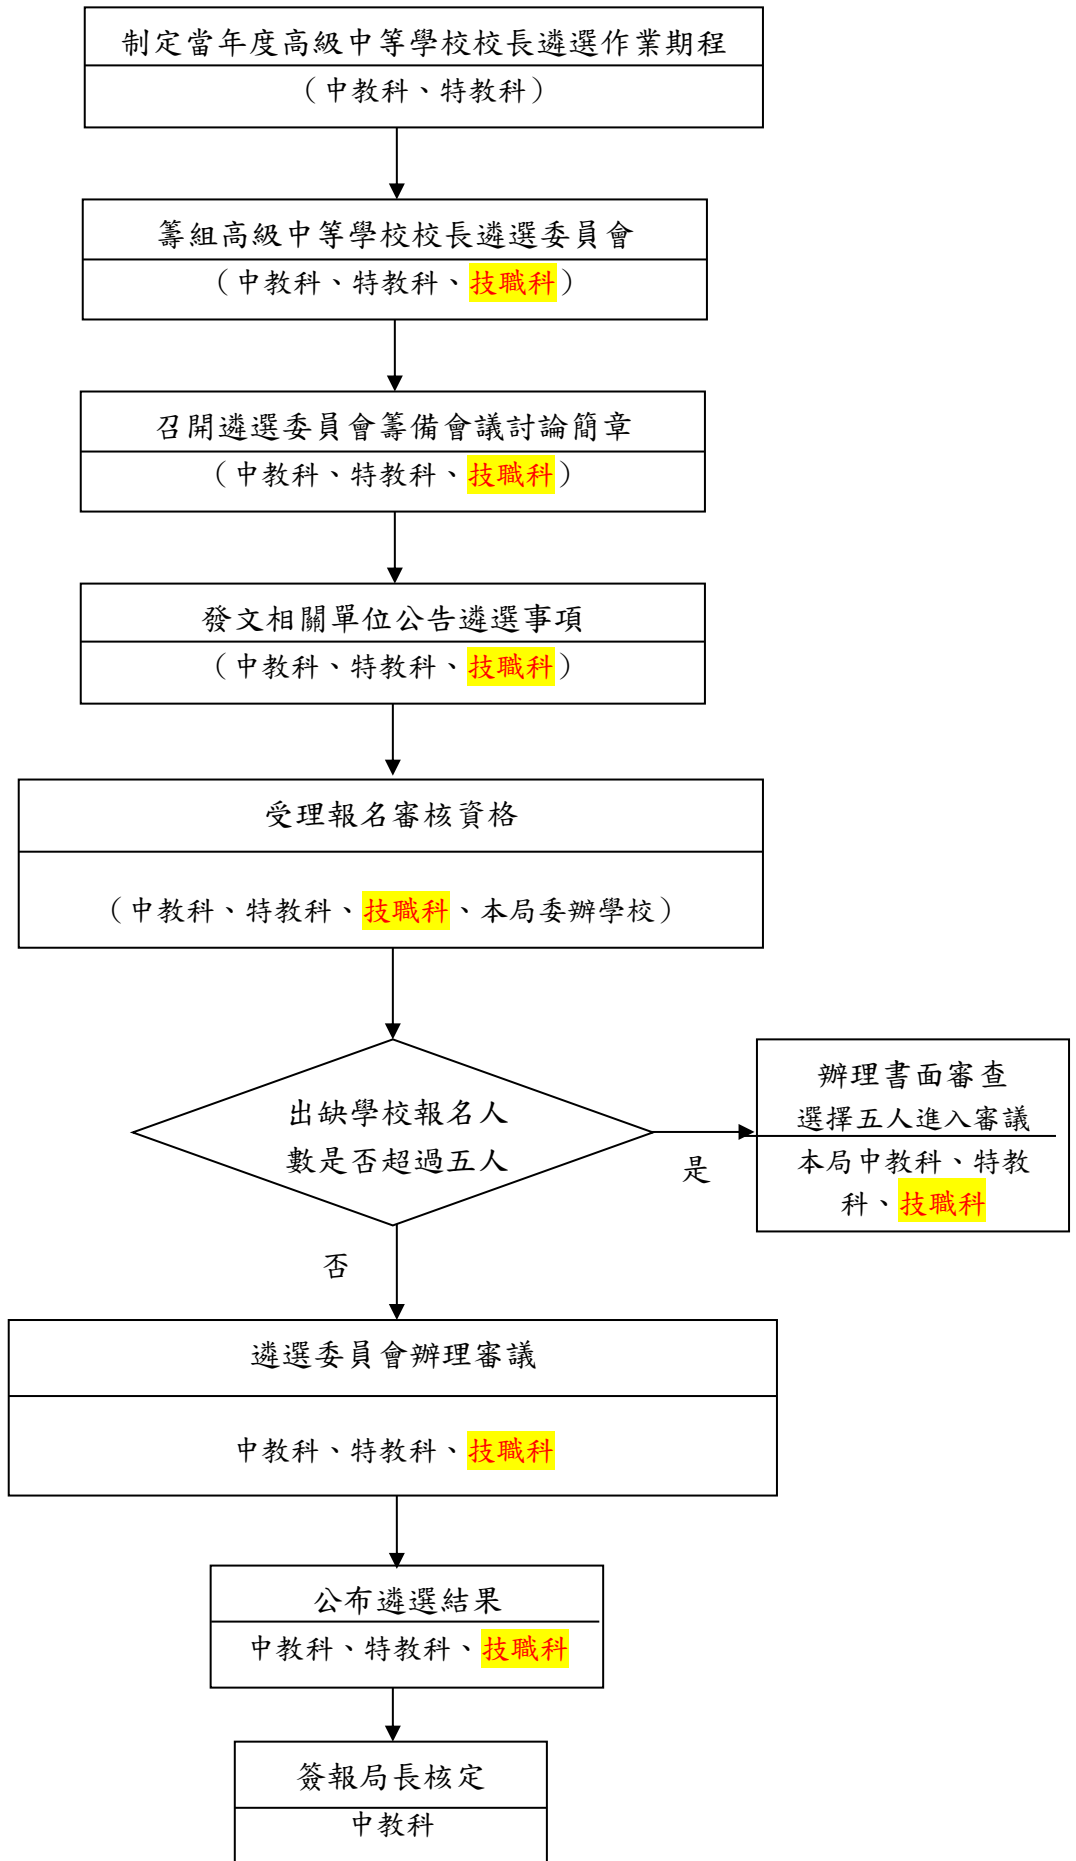 制定當年度高級中等學校校長遴選作業期程
（中教科、特教科）
籌組高級中等學校校長遴選委員會
（中教科、特教科、技職科）
召開遴選委員會籌備會議討論簡章
（中教科、特教科、技職科）
發文相關單位公告遴選事項
（中教科、特教科、技職科）
受理報名審核資格
（中教科、特教科、技職科、本局委辦學校）
出缺學校報名人
數是否超過五人
是
辦理書面審查
選擇五人進入審議
本局中教科、特教
科、技職科
否
遴選委員會辦理審議
中教科、特教科、技職科
公布遴選結果
中教科、特教科、技職科
簽報局長核定
中教科